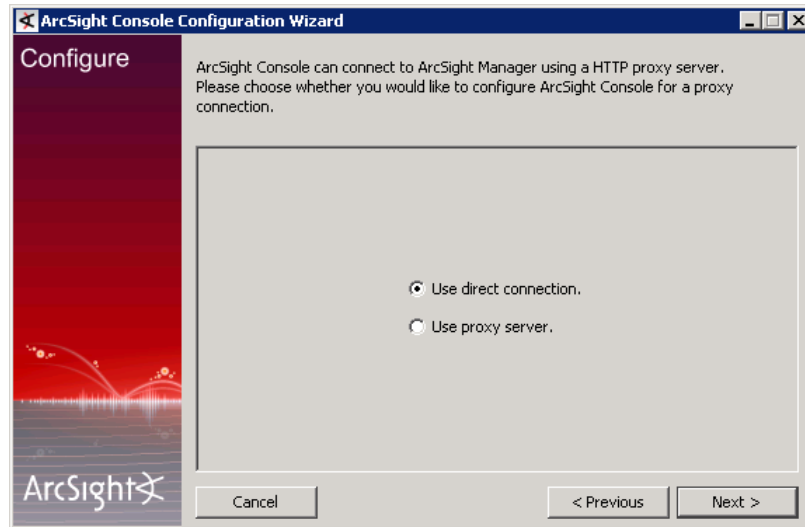 ArcSight Console Configuration Wizard
Configure
ArcSight Console can connect to ArcSight Manager using a HTTP proxy server.
Please choose whether you would like to configure ArcSight Console for a proxy
connection.
Use direct connection.
Use proxy server.
ArcSight
Cancel
< Previous
Next >